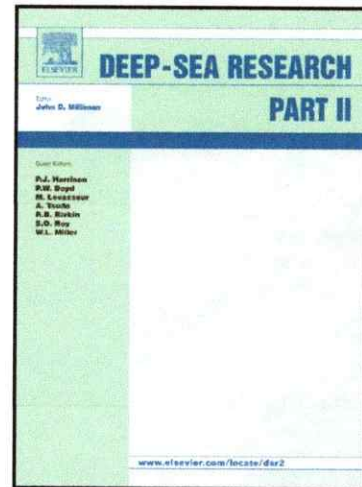 ELSEVIER
DEEP-SEA RESEARCH
PART II
Editor
John D. Milliman
Guest Editors
P.J. Harrison
P.W. Boyd
M. Levasseur
A. Tsuda
R.B. Rivkin
S.O. Roy
W.L. Miller
www.elsevier.com/locate/dsr2